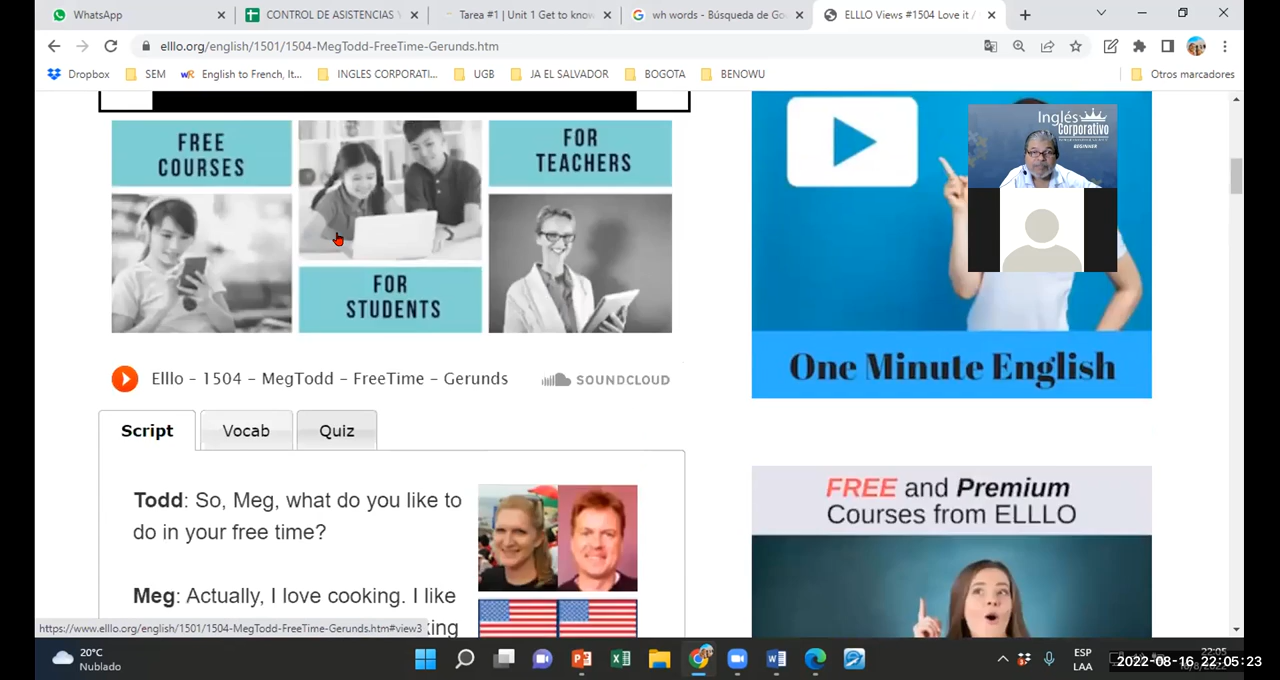 WhatsApp
CONTROL DE ASISTENCIAS Y
Tarea #1 | Unit 1 Get to know
wh words - Búsqueda de Go
ELLLO Views #1504 Love it /
elllo.org/english/1501/1504-MegTodd-FreeTime-Gerunds.htm
Dropbox
SEM
English to French, It...
INGLES CORPORATI...
UGB
JA EL SALVADOR
BOGOTA
BENOWU
Otros marcadores
FREE
COURSES
FOR
TEACHERS
FOR
STUDENTS
Inglés
Corporativo
BEGINNER
One Minute English
Elllo - 1504 - MegTodd - FreeTime - Gerunds
SOUNDCLOUD
Script
Vocab
Quiz
Todd: So, Meg, what do you like to
do in your free time?
Meg: Actually, I love cooking. I like
king
FREE and Premium
Courses from ELLLO
https://www.elllo.org/english/1501/1504-MegTodd-FreeTime-Gerunds.htm#view3
20°C
Nublado
ESP
LAA
22:05
2022-08-16 22:05:23